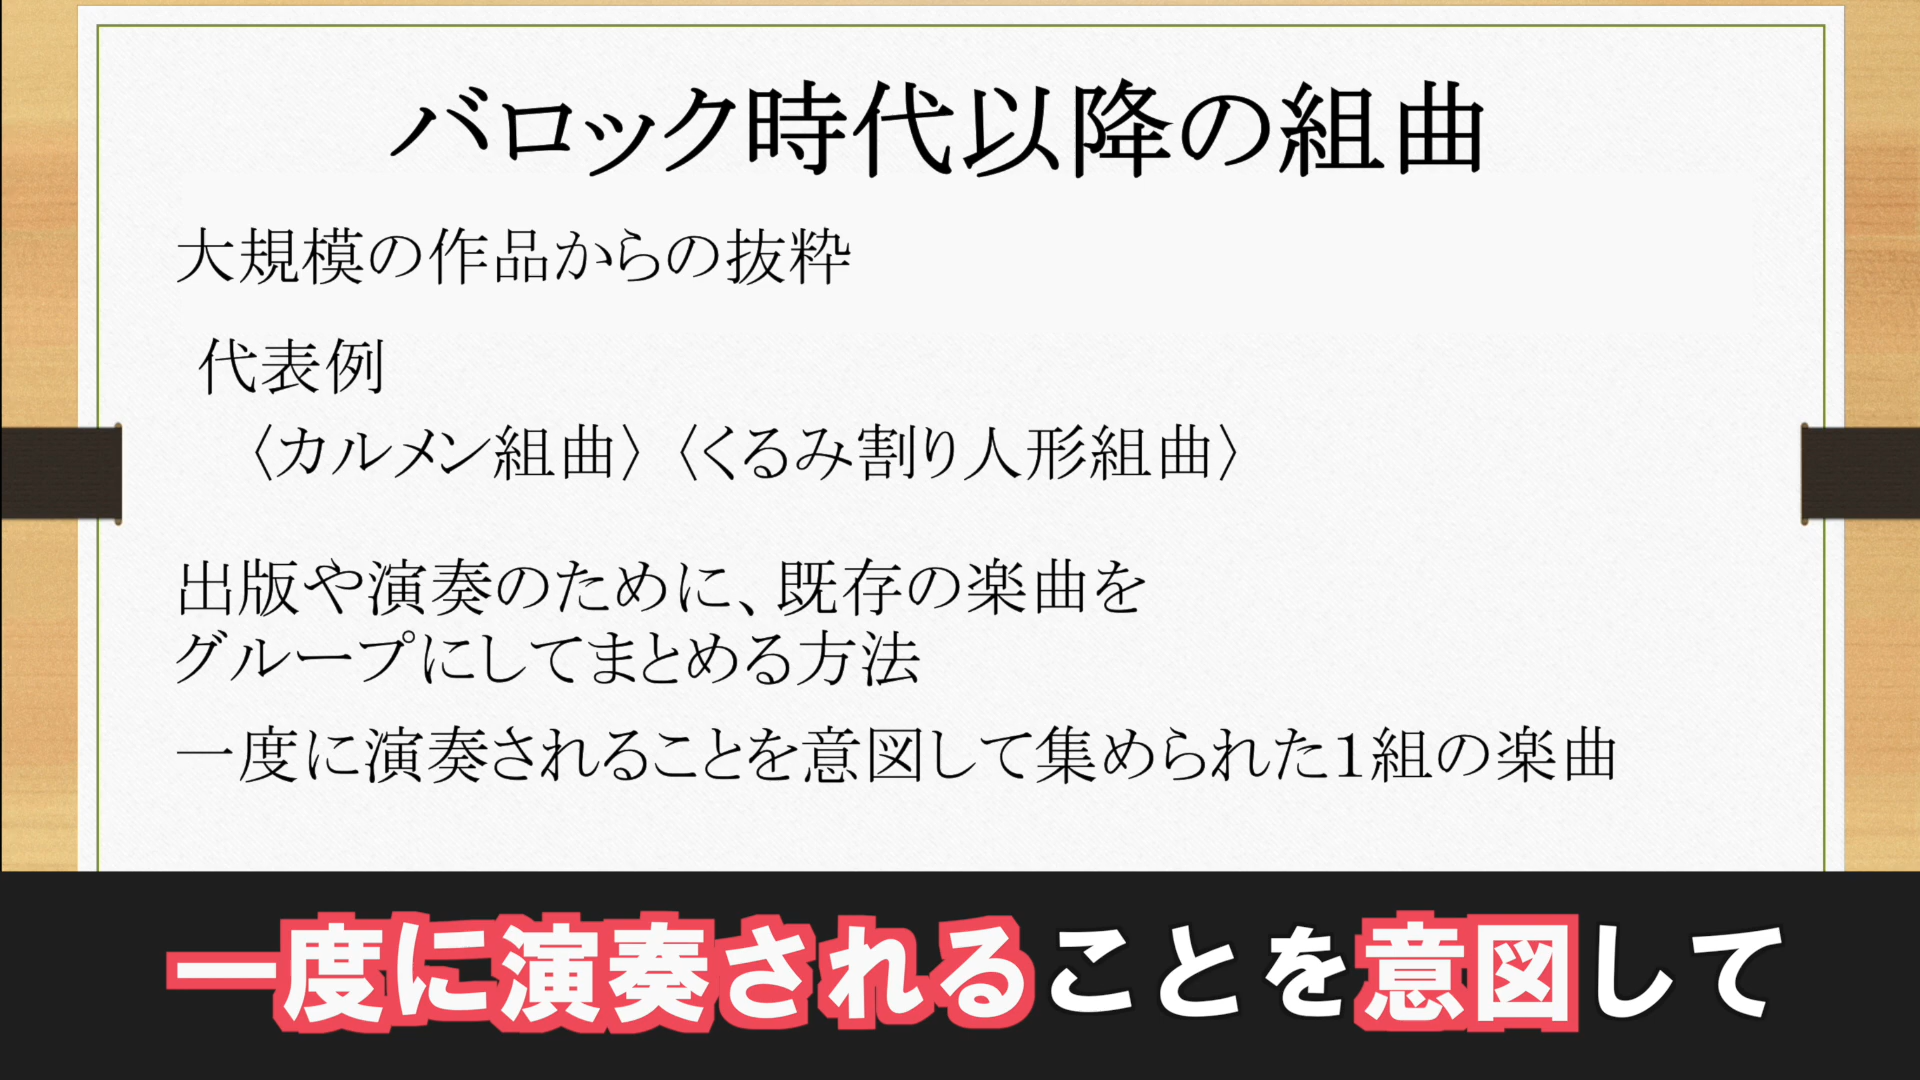 バロック時代以降の組曲
大規模の作品からの抜粋
代表例
〈カルメン組曲〉〈くるみ割り人形組曲〉
出版や演奏のために、既存の楽曲を
グループにしてまとめる方法
一度に演奏されることを意図して集められた1組の楽曲
一度に演奏されることを意図して